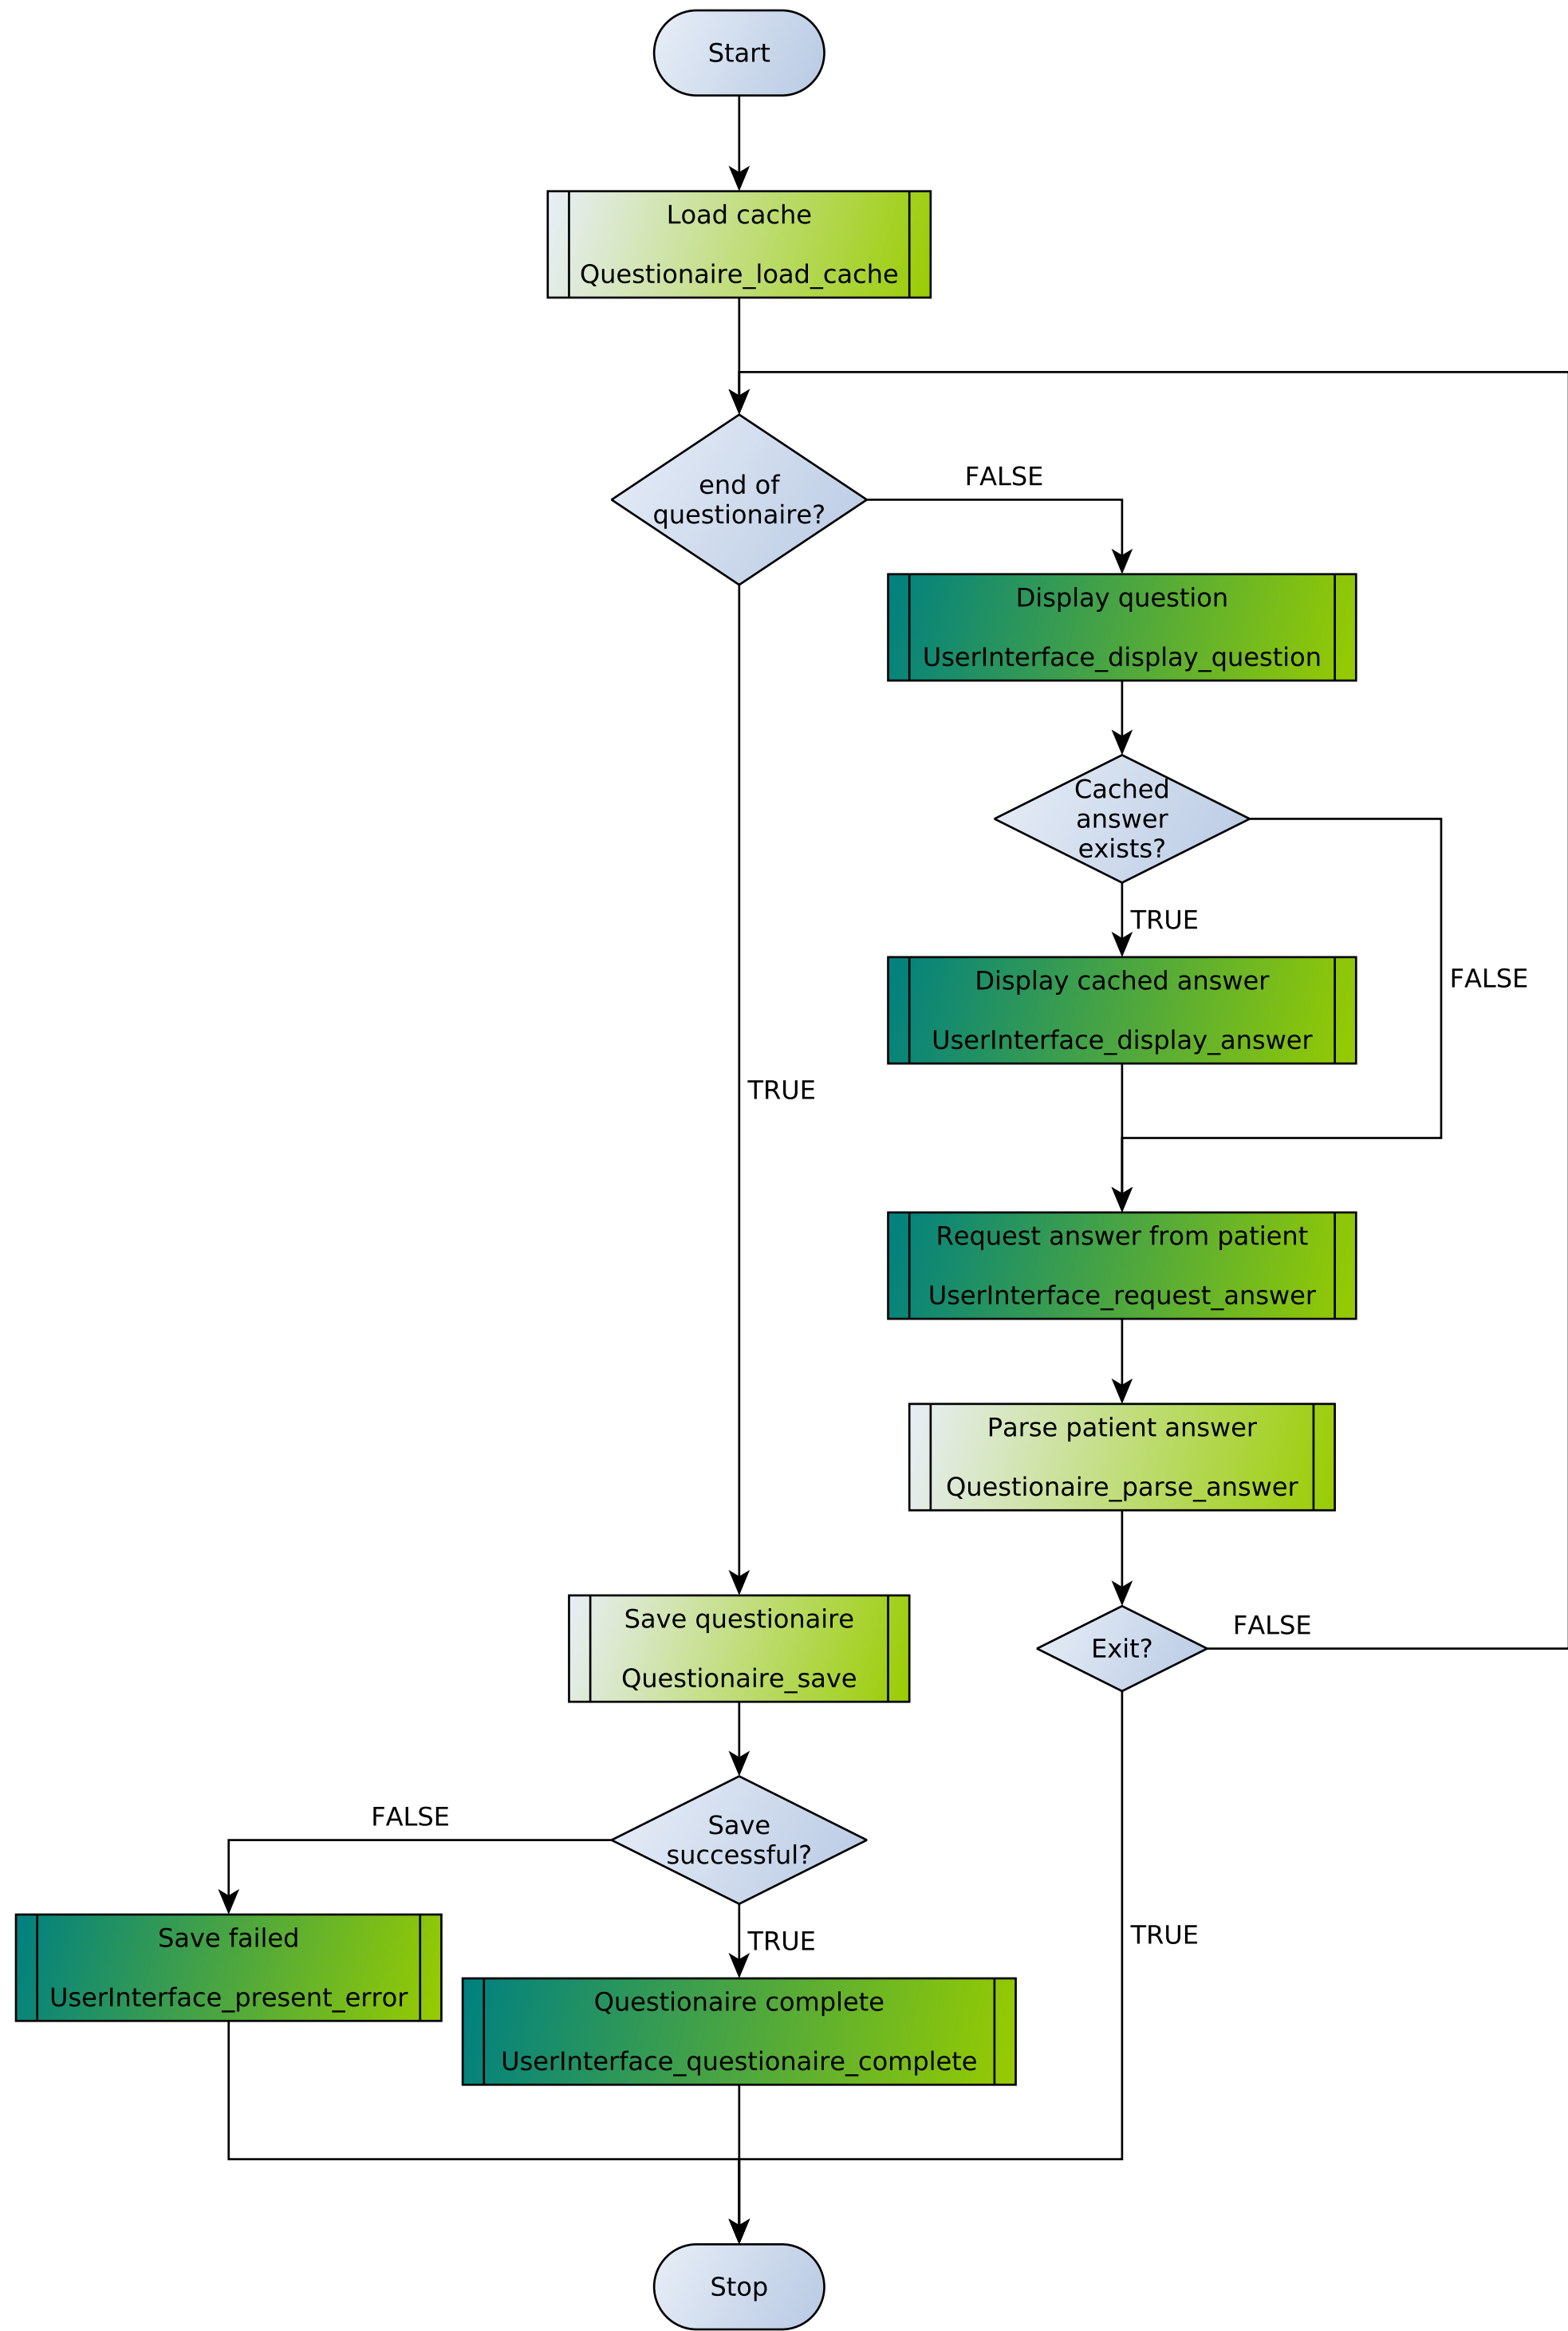 Start
Load cache
Questionaire_load_cache
end of
questionaire?
FALSE
Display question
UserInterface_display_question
Cached
answer
exists?
TRUE
FALSE
Display cached answer
UserInterface_display_answer
TRUE
Request answer from patient
UserInterface_request_answer
Parse patient answer
Questionaire_parse_answer
Exit?
FALSE
Save questionaire
Questionaire_save
Save
successful?
FALSE
TRUE
TRUE
Save failed
UserInterface_present_error
Questionaire complete
UserInterface_questionaire_complete
Stop